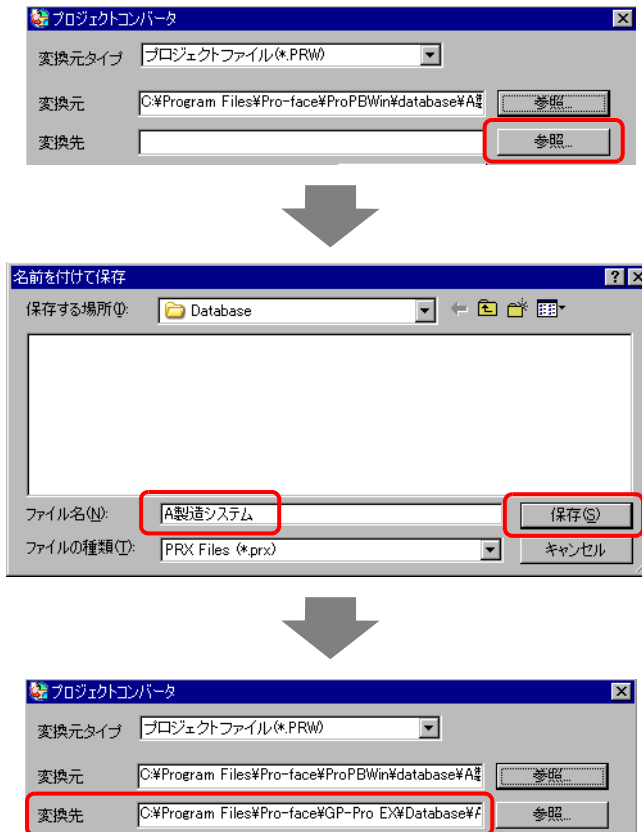 プロジェクトコンバータ
変換元タイプ プロジェクトファイル(*.PRW)
変換元 C:¥Program Files¥Pro-face¥ProPBWin¥database¥A製 参照...
変換先 参照...
名前を付けて保存
保存する場所(I): Database
ファイル名(N): A製造システム 保存(S)
ファイルの種類(T): PRX Files (*.prx) キャンセル
プロジェクトコンバータ
変換元タイプ プロジェクトファイル(*.PRW)
変換元 C:¥Program Files¥Pro-face¥ProPBWin¥database¥A製 参照...
変換先 C:¥Program Files¥Pro-face¥GP-Pro EX¥Database¥ 参照...